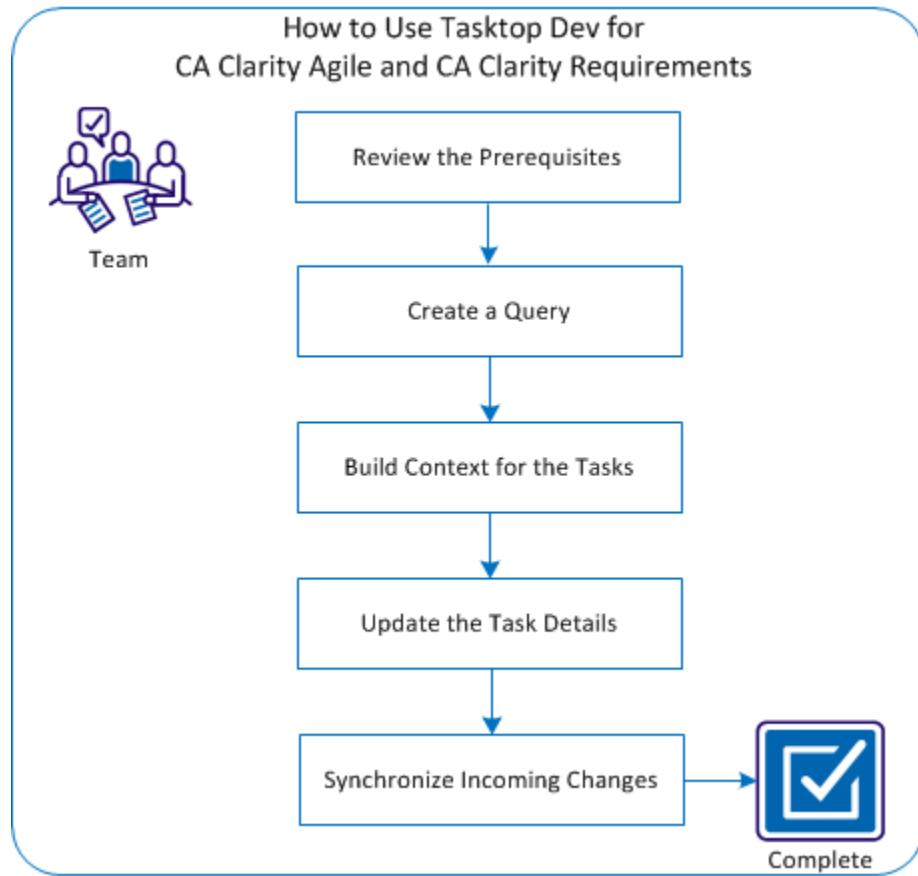 How to Use Tasktop Dev for
CA Clarity Agile and CA Clarity Requirements
Team
Review the Prerequisites
Create a Query
Build Context for the Tasks
Update the Task Details
Synchronize Incoming Changes
Complete